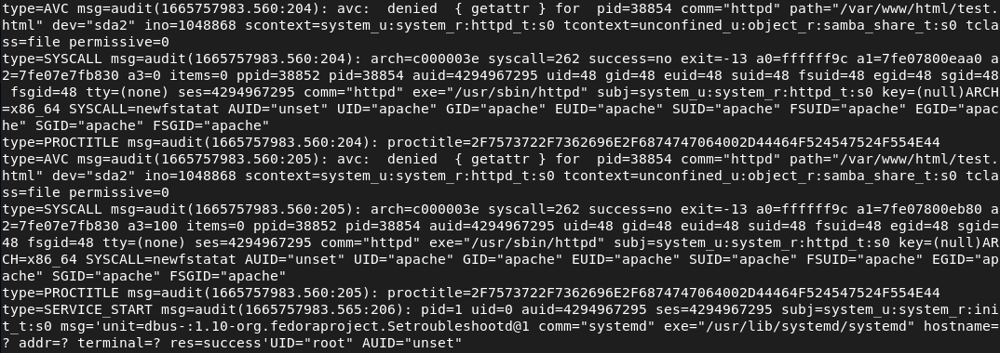 type=AVC msg=audit(1665757983.560:204): avc:  denied  { getattr } for  pid=38854 comm="httpd" path="/var/www/html/test.
html" dev="sda2" ino=1048868 scontext=system_u:system_r:httpd_t:s0 tcontext=unconfined_u:object_r:samba_share_t:s0 tcla
ss=file permissive=0
type=SYSCALL msg=audit(1665757983.560:204): arch=c000003e syscall=262 success=no exit=-13 a0=ffffff9c a1=7fe07800eaa0 a
2=7fe07e7fb830 a3=0 items=0 ppid=38852 pid=38854 auid=4294967295 uid=48 gid=48 euid=48 suid=48 fsuid=48 egid=48 sgid=48
 fsgid=48 tty=(none) ses=4294967295 comm="httpd" exe="/usr/sbin/httpd" subj=system_u:system_r:httpd_t:s0 key=(null)ARCH
=x86_64 SYSCALL=newfstatat AUID="unset" UID="apache" GID="apache" EUID="apache" SUID="apache" FSUID="apache" EGID="apac
he" SGID="apache" FSGID="apache"
type=PROCTITLE msg=audit(1665757983.560:204): proctitle=2F7573722F7362696E2F6874747064002D44464F524547524F554E44
type=AVC msg=audit(1665757983.560:205): avc:  denied  { getattr } for  pid=38854 comm="httpd" path="/var/www/html/test.
html" dev="sda2" ino=1048868 scontext=system_u:system_r:httpd_t:s0 tcontext=unconfined_u:object_r:samba_share_t:s0 tcla
ss=file permissive=0
type=SYSCALL msg=audit(1665757983.560:205): arch=c000003e syscall=262 success=no exit=-13 a0=ffffff9c a1=7fe07800eb80 a
2=7fe07e7fb830 a3=100 items=0 ppid=38852 pid=38854 auid=4294967295 uid=48 gid=48 euid=48 suid=48 fsuid=48 egid=48 sgid=
48 fsgid=48 tty=(none) ses=4294967295 comm="httpd" exe="/usr/sbin/httpd" subj=system_u:system_r:httpd_t:s0 key=(null)AR
CH=x86_64 SYSCALL=newfstatat AUID="unset" UID="apache" GID="apache" EUID="apache" SUID="apache" FSUID="apache" EGID="ap
ache" SGID="apache" FSGID="apache"
type=PROCTITLE msg=audit(1665757983.560:205): proctitle=2F7573722F7362696E2F6874747064002D44464F524547524F554E44
type=SERVICE_START msg=audit(1665757983.565:206): pid=1 uid=0 auid=4294967295 ses=4294967295 subj=system_u:system_r:ini
t_t:s0 msg='unit=dbus-:1.10-org.fedoraproject.Setroubleshootd@1 comm="systemd" exe="/usr/lib/systemd/systemd" hostname=
? addr=? terminal=? res=success'UID="root" AUID="unset"